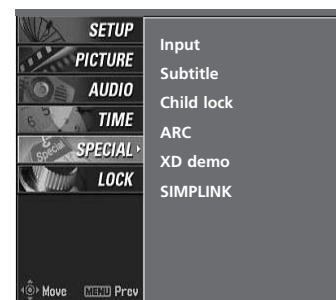 SETUP
PICTURE
AUDIO
TIME
SPECIAL
LOCK
Move MENU Prev
Input
Subtitle
Child lock
ARC
XD demo
SIMPLINK